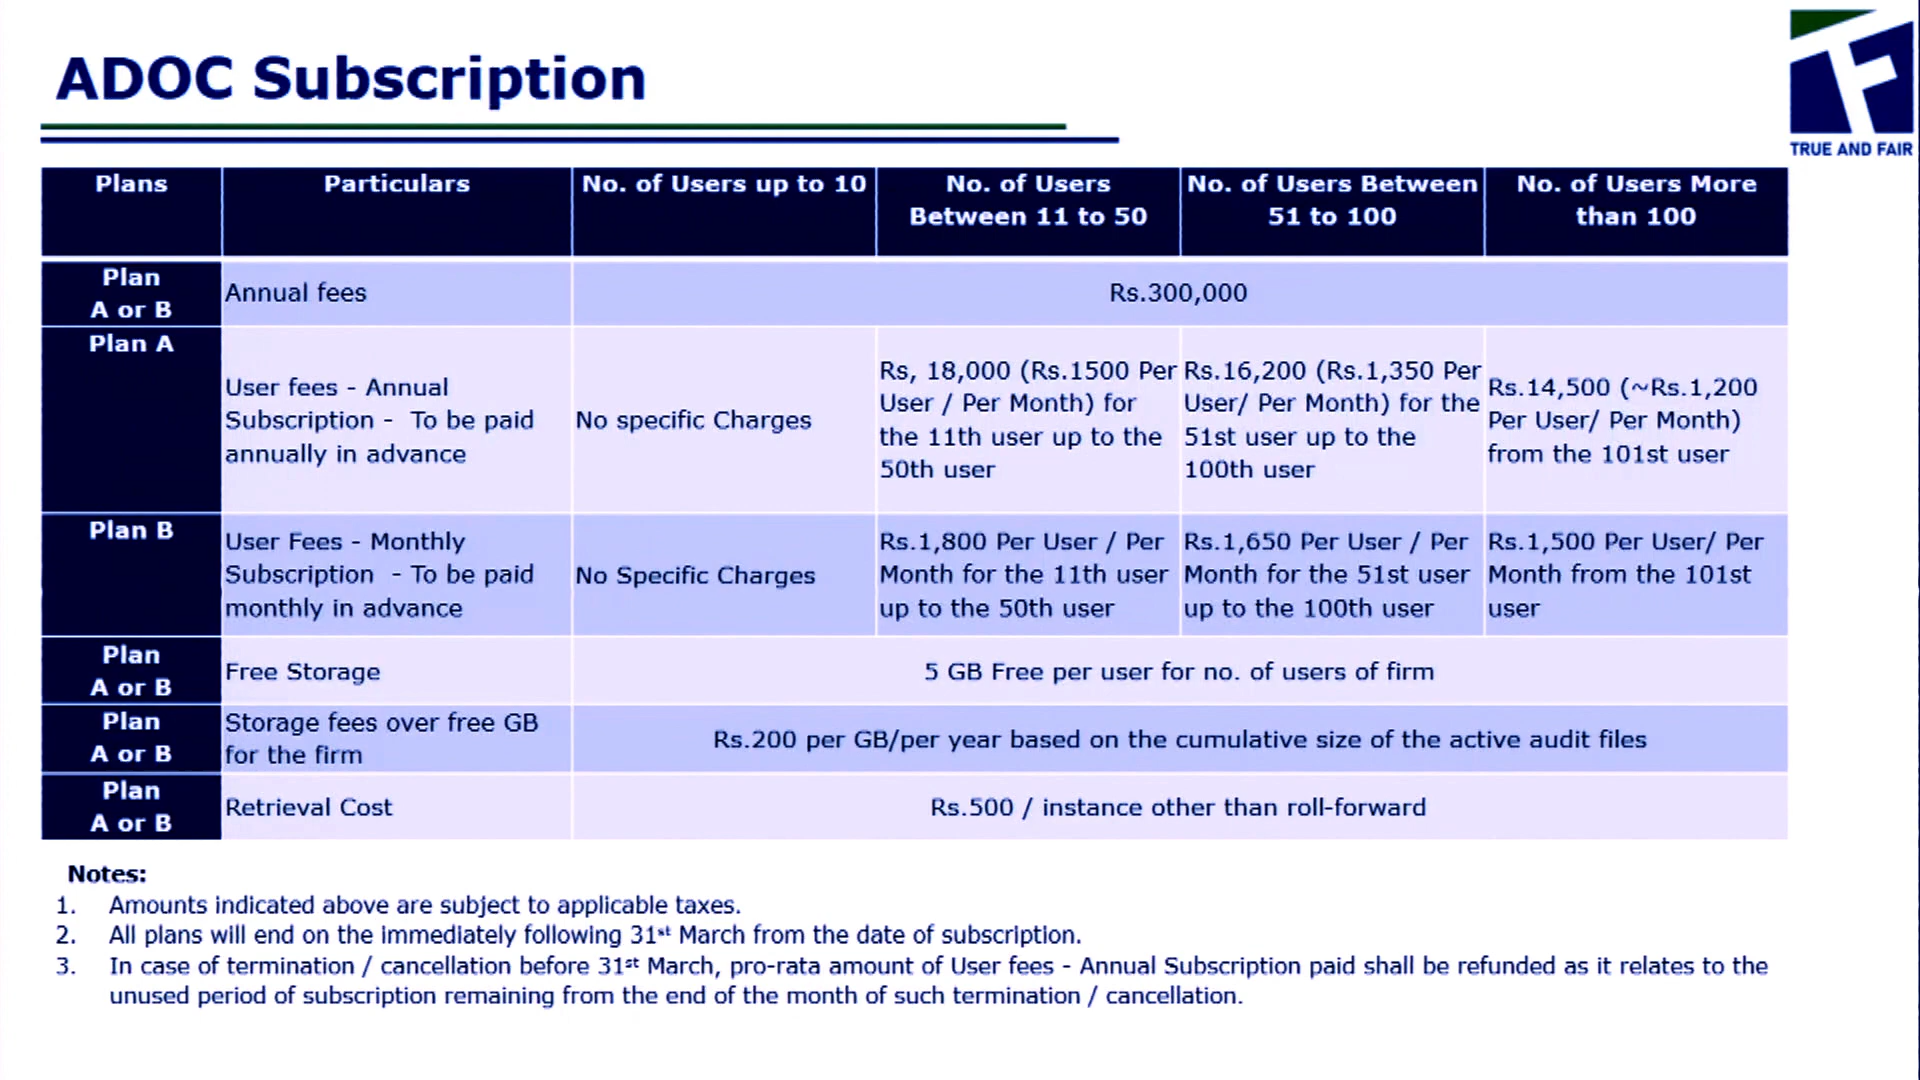 ADOC Subscription
TRUE AND FAIR
Plans
Particulars
No. of Users up to 10
No. of Users
Between 11 to 50
No. of Users Between
51 to 100
No. of Users More
than 100
Plan
A or B
Annual fees
Rs.300,000
Plan A
User fees - Annual
Subscription -  To be paid
annually in advance
No specific Charges
Rs, 18,000 (Rs.1500 Per
User / Per Month) for
the 11th user up to the
50th user
Rs.16,200 (Rs.1,350 Per
User/ Per Month) for the
51st user up to the
100th user
Rs.14,500 (~Rs.1,200
Per User/ Per Month)
from the 101st user
Plan B
User Fees - Monthly
Subscription  - To be paid
monthly in advance
No Specific Charges
Rs.1,800 Per User / Per
Month for the 11th user
up to the 50th user
Rs.1,650 Per User / Per
Month for the 51st user
up to the 100th user
Rs.1,500 Per User/ Per
Month from the 101st
user
Plan
A or B
Free Storage
5 GB Free per user for no. of users of firm
Plan
A or B
Storage fees over free GB
for the firm
Rs.200 per GB/per year based on the cumulative size of the active audit files
Plan
A or B
Retrieval Cost
Rs.500 / instance other than roll-forward
Notes:
1. Amounts indicated above are subject to applicable taxes.
2. All plans will end on the immediately following 31st March from the date of subscription.
3. In case of termination / cancellation before 31st March, pro-rata amount of User fees - Annual Subscription paid shall be refunded as it relates to the
unused period of subscription remaining from the end of the month of such termination / cancellation.